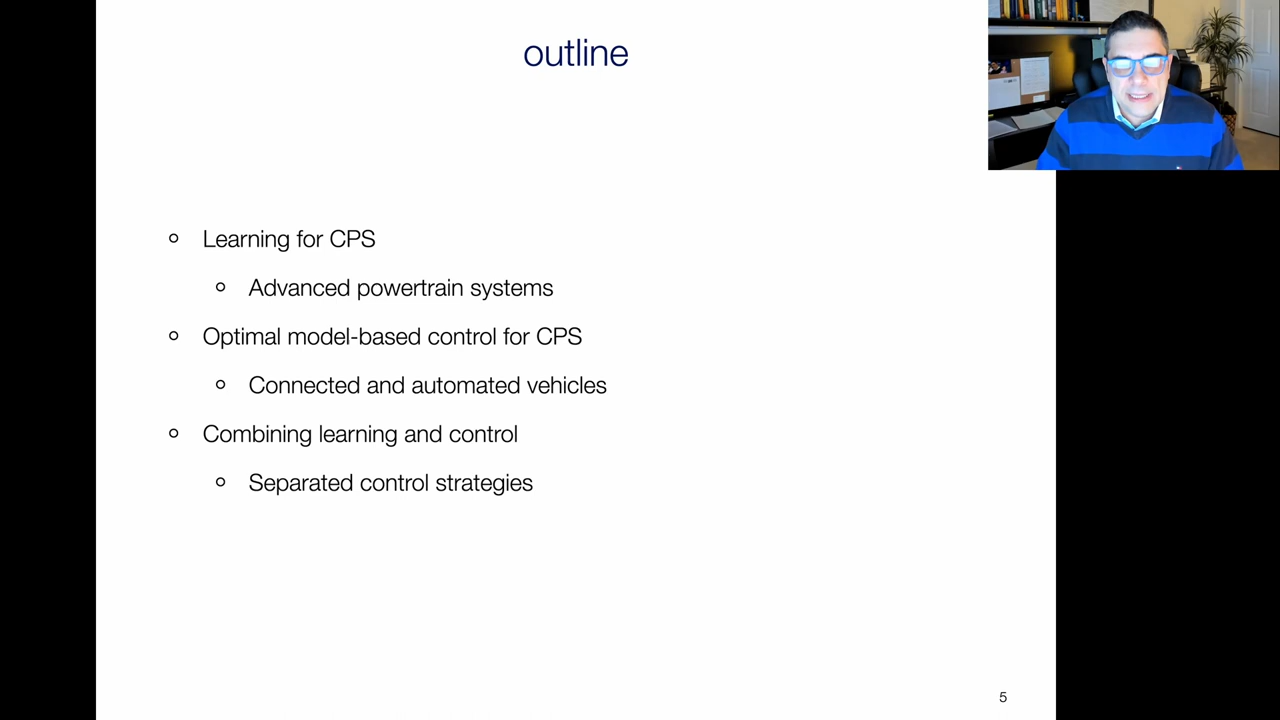 outline
Learning for CPS
Advanced powertrain systems
Optimal model-based control for CPS
Connected and automated vehicles
Combining learning and control
Separated control strategies
5